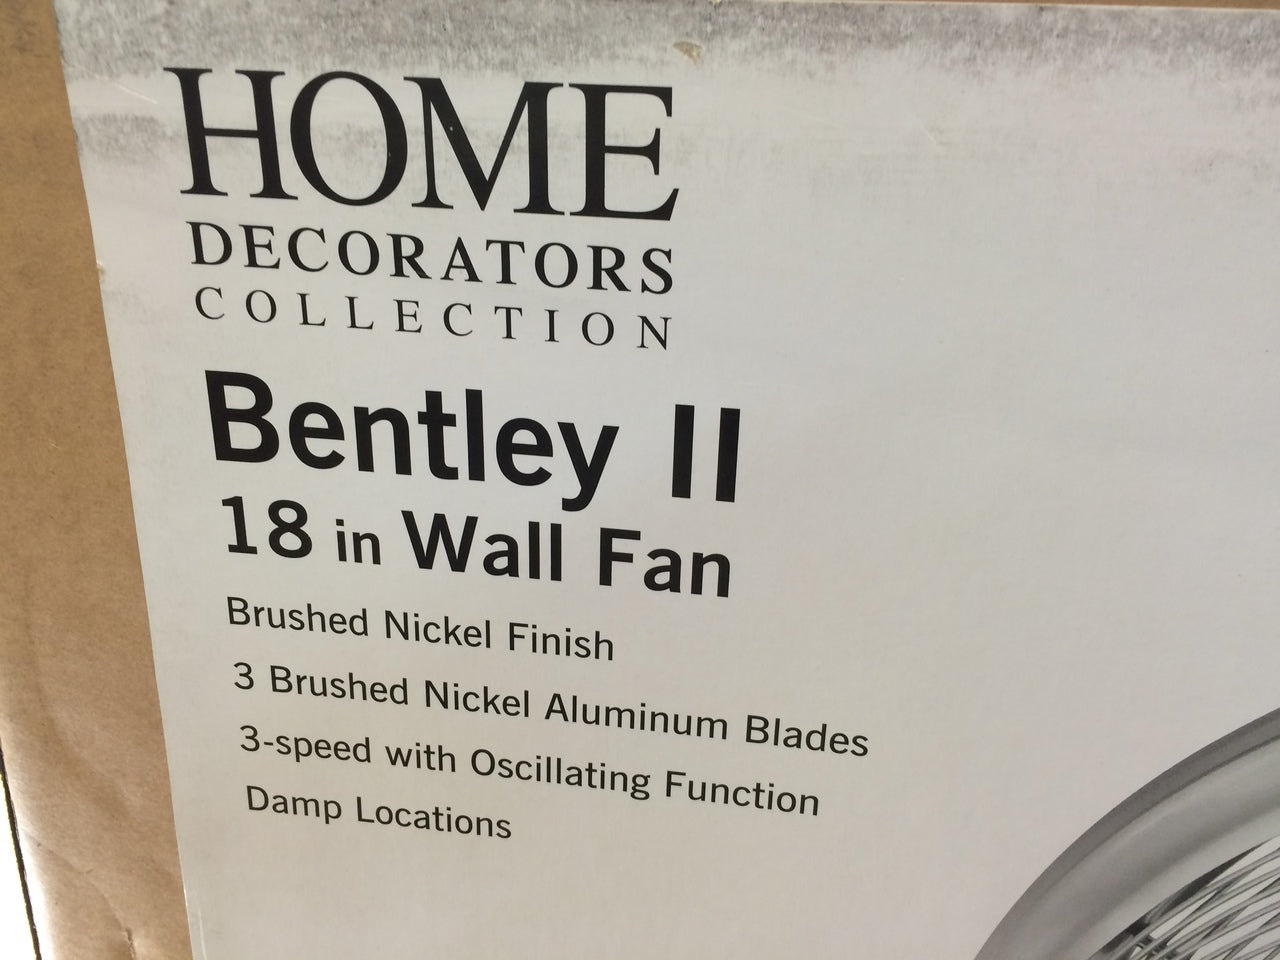 HOME
DECORATORS
COLLECTION
Bentley II
18 in Wall Fan
Brushed Nickel Finish
3 Brushed Nickel Aluminum Blades
3-speed with Oscillating Function
Damp Locations